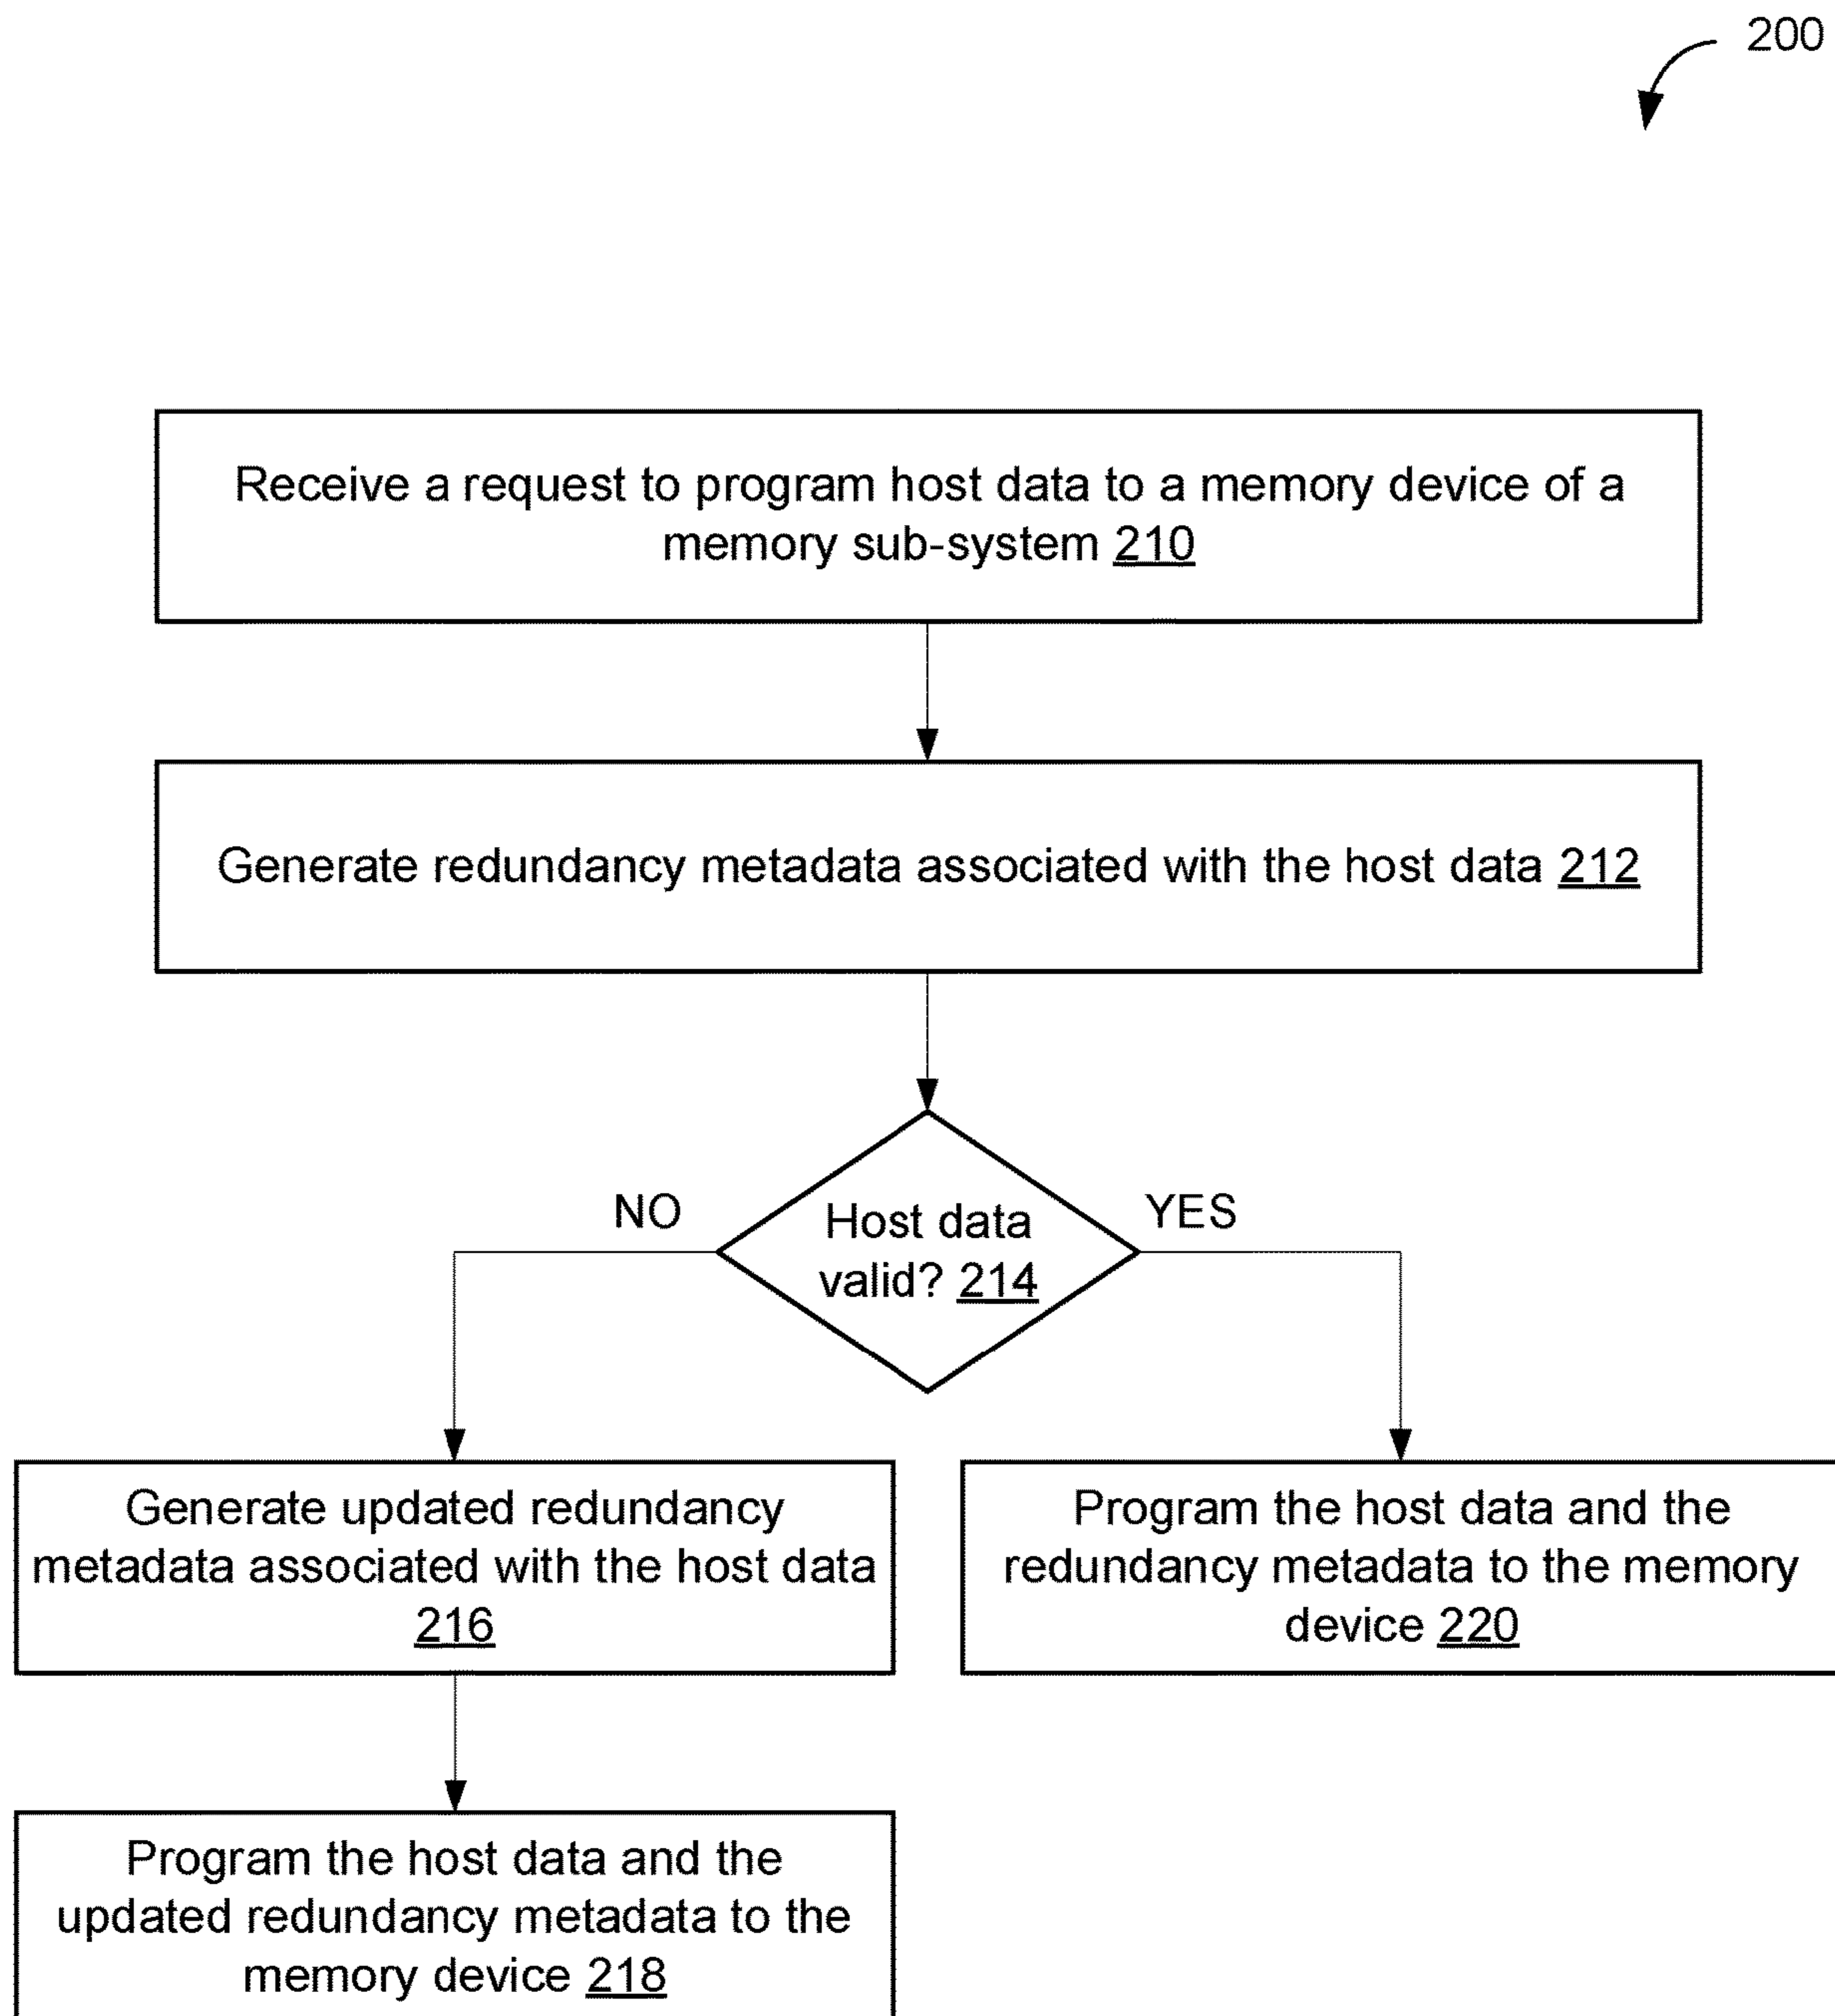 200
Receive a request to program host data to a memory device of a
memory sub-system 210
Generate redundancy metadata associated with the host data 212
NO
YES
Host data
valid? 214
Generate updated redundancy
metadata associated with the host data
216
Program the host data and the
redundancy metadata to the memory
device 220
Program the host data and the
updated redundancy metadata to the
memory device 218